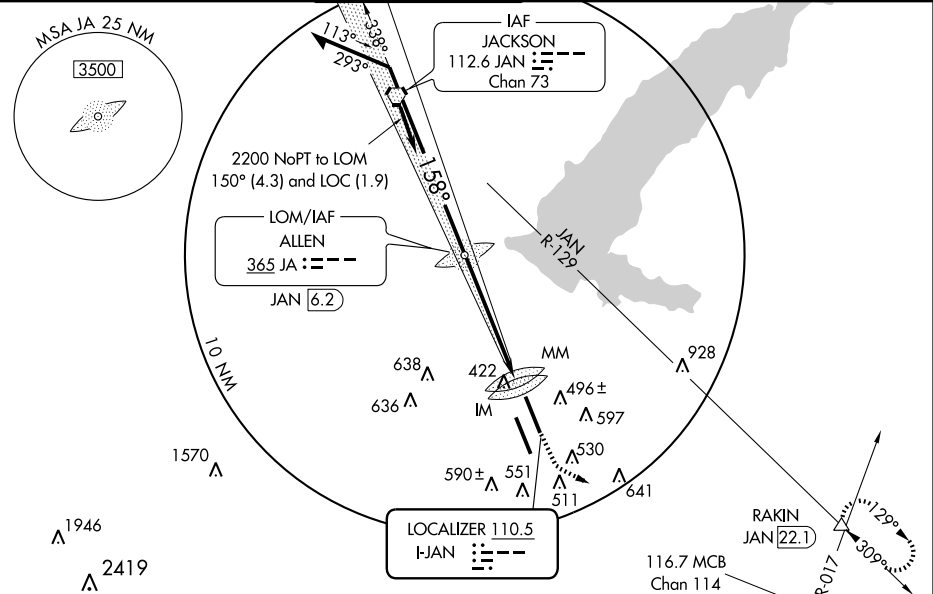 MSA JA 25 NM
3500
113°
293°
338°
IAF
JACKSON
112.6 JAN
Chan 73
2200 NoPT to LOM
150° (4.3) and LOC (1.9)
158°
LOM/IAF
ALLEN
365 JA
JAN 6.2
JAN
R-129
10 NM
MM
IM
422
638
636
496±
597
928
1570
590±
551
530
511
641
1946
2419
LOCALIZER 110.5
I-JAN
RAKIN
JAN 22.1
129°
309°
116.7 MCB
Chan 114
R-017